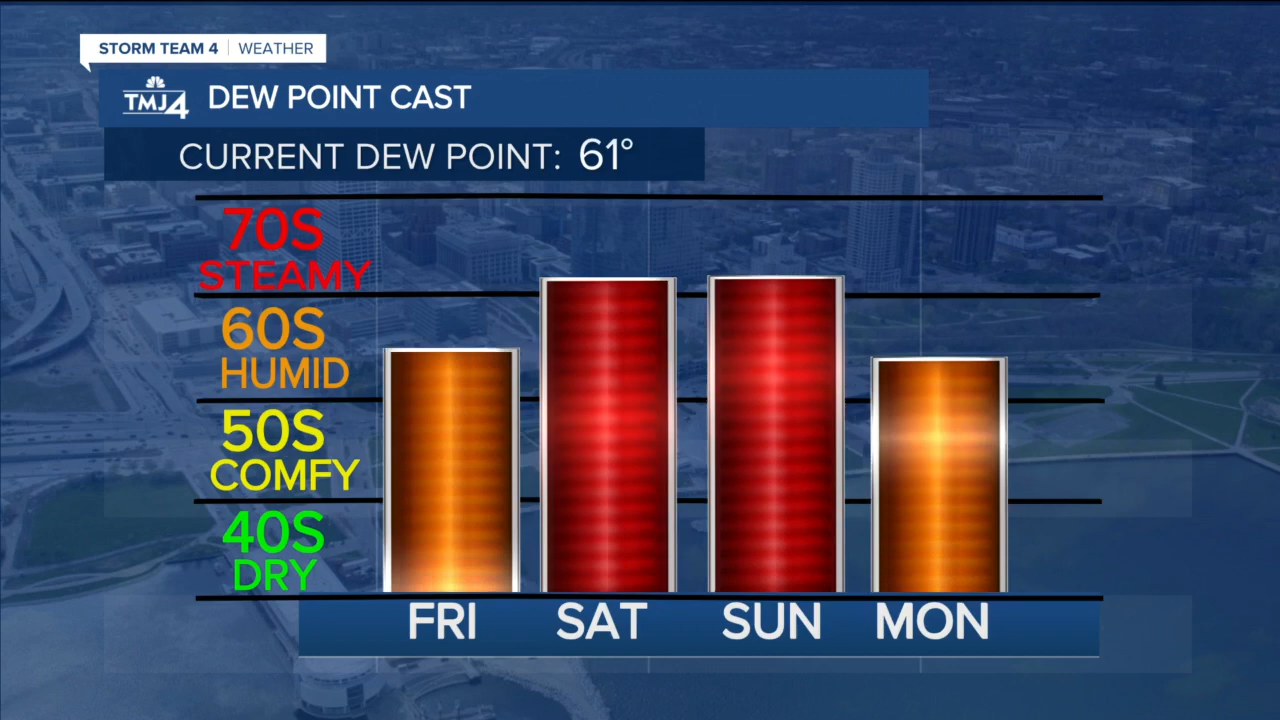 STORM TEAM 4 | WEATHER
TMJ4 DEW POINT CAST
CURRENT DEW POINT: 61°
70S
STEAMY
60S
HUMID
50S
COMFY
40S
DRY
FRI SAT SUN MON